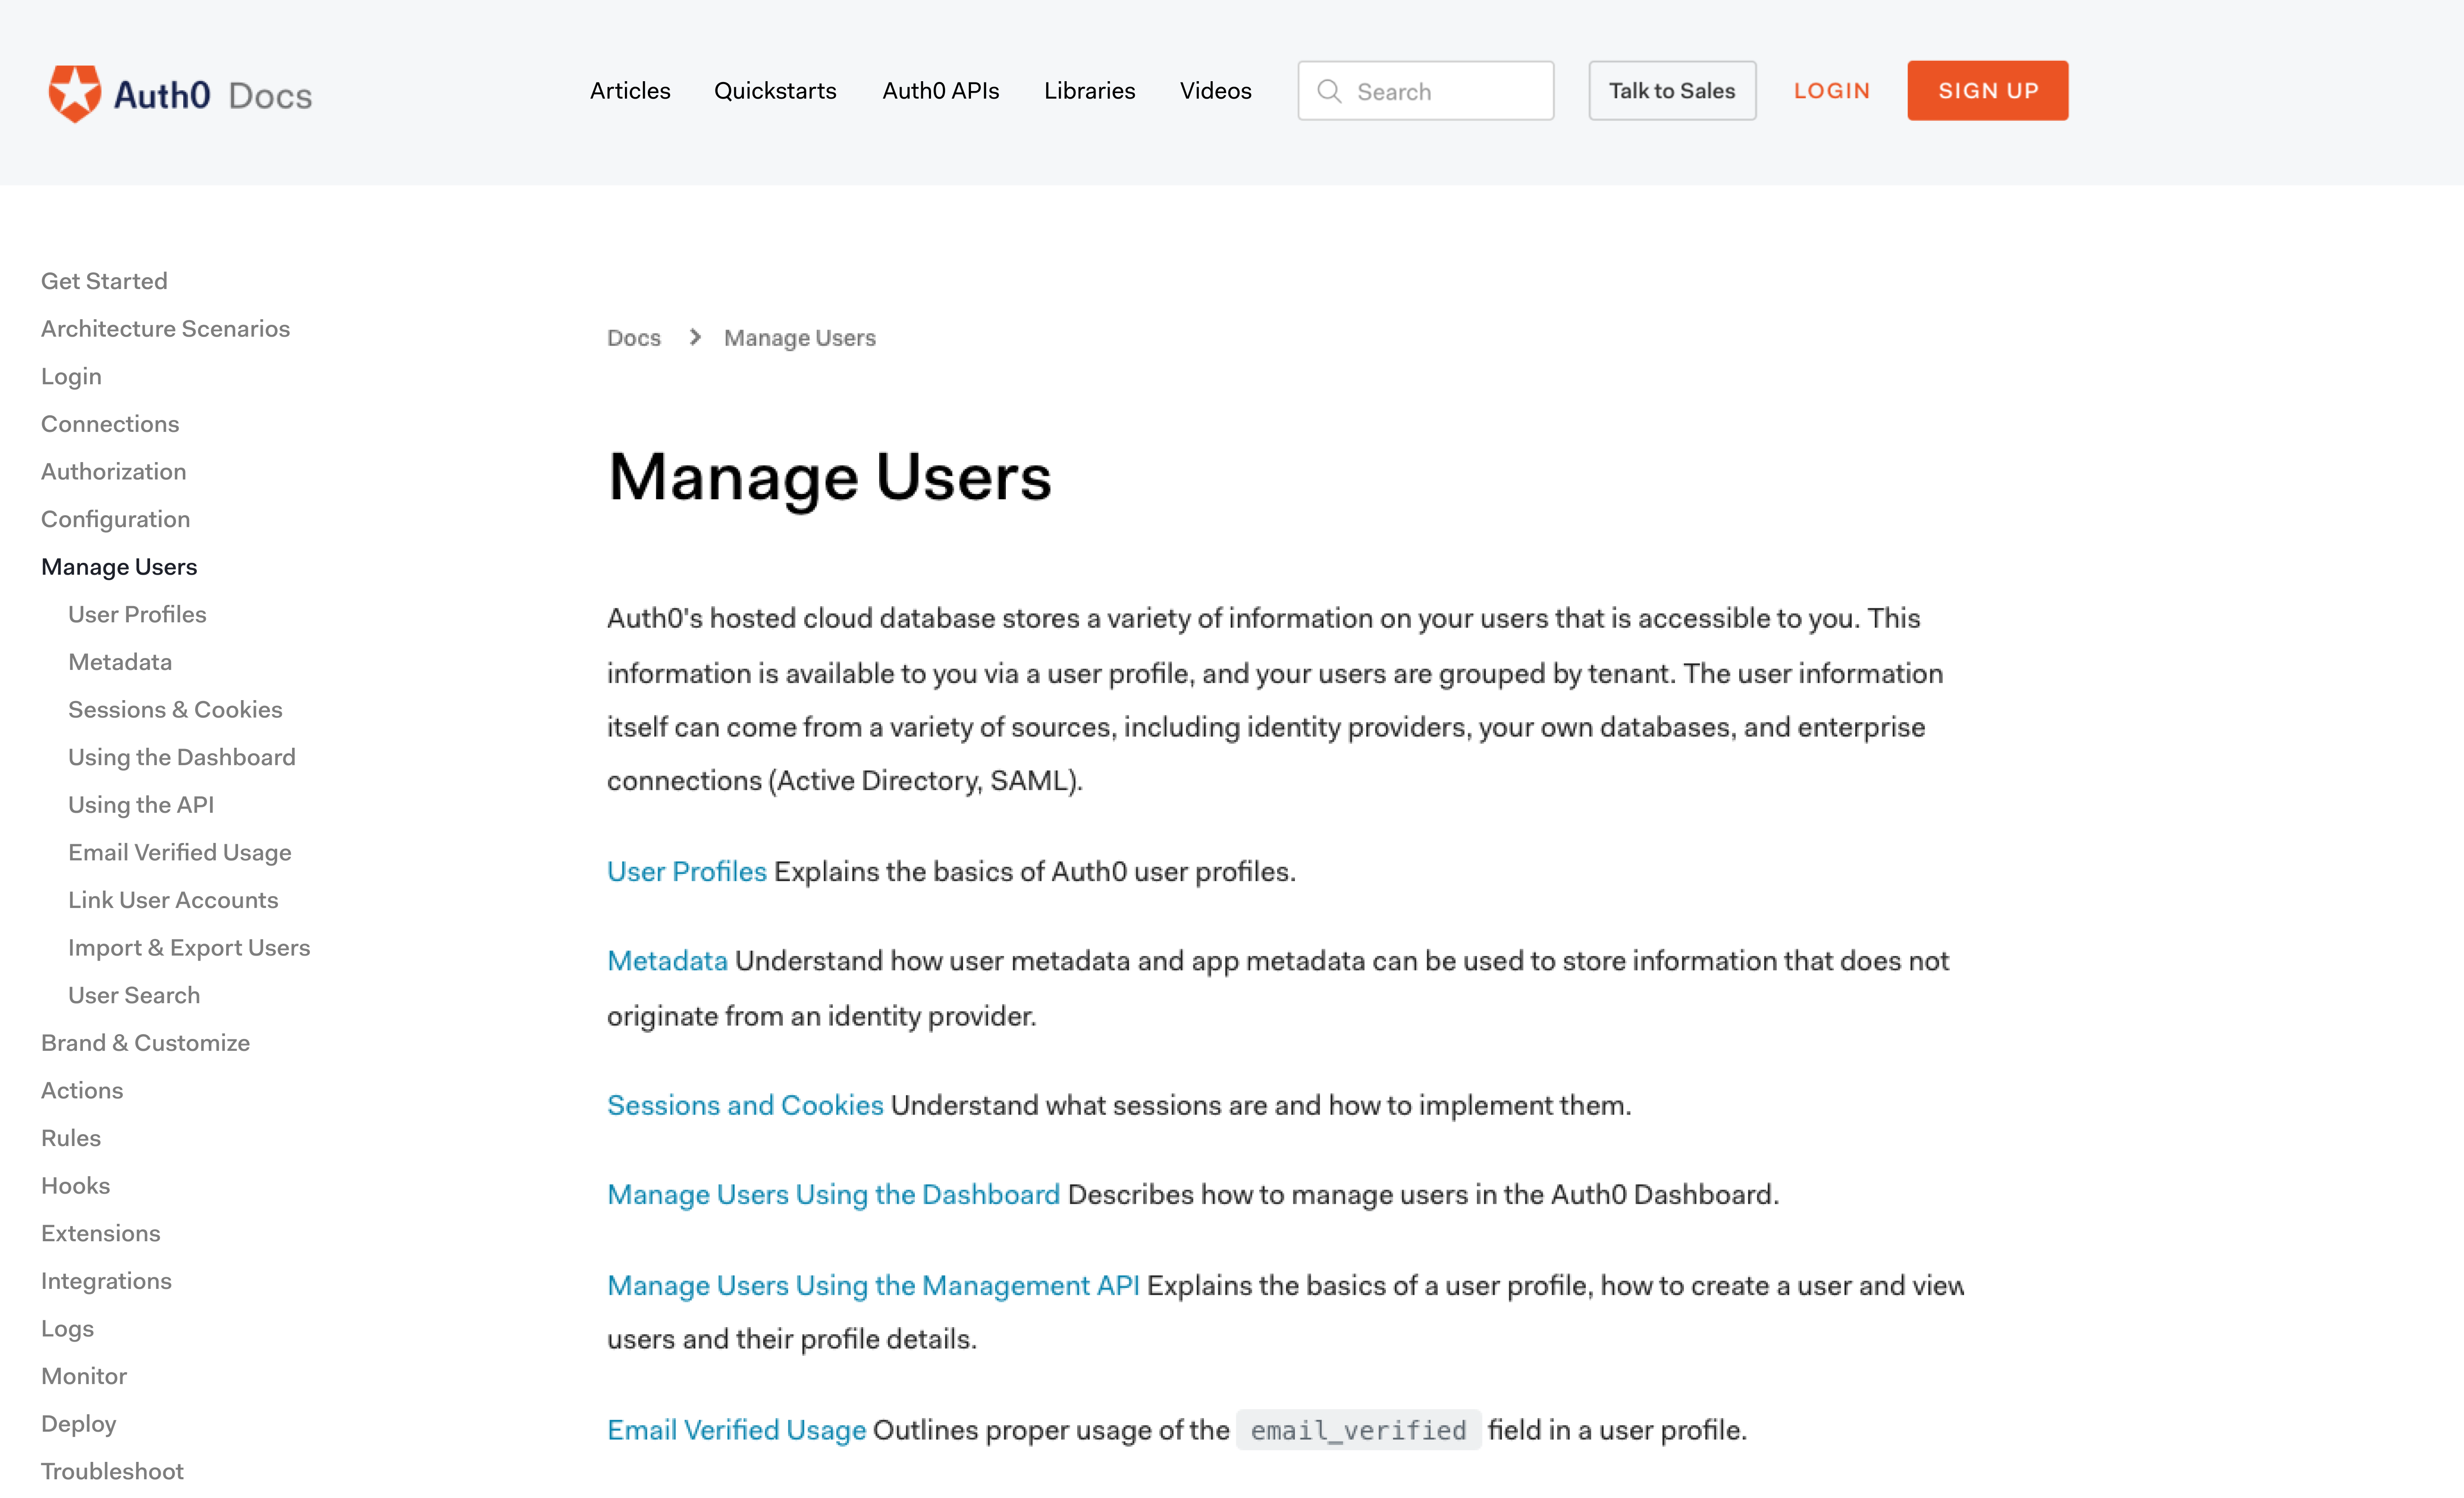 Auth0 Docs
Articles Quickstarts Auth0 APIs Libraries Videos Search Talk to Sales LOGIN SIGN UP
Get Started
Architecture Scenarios
Login
Connections
Authorization
Configuration
Manage Users
User Profiles
Metadata
Sessions & Cookies
Using the Dashboard
Using the API
Email Verified Usage
Link User Accounts
Import & Export Users
User Search
Brand & Customize
Actions
Rules
Hooks
Extensions
Integrations
Logs
Monitor
Deploy
Troubleshoot
Docs > Manage Users
Manage Users
Auth0's hosted cloud database stores a variety of information on your users that is accessible to you. This
information is available to you via a user profile, and your users are grouped by tenant. The user information
itself can come from a variety of sources, including identity providers, your own databases, and enterprise
connections (Active Directory, SAML).
User Profiles Explains the basics of Auth0 user profiles.
Metadata Understand how user metadata and app metadata can be used to store information that does not
originate from an identity provider.
Sessions and Cookies Understand what sessions are and how to implement them.
Manage Users Using the Dashboard Describes how to manage users in the Auth0 Dashboard.
Manage Users Using the Management API Explains the basics of a user profile, how to create a user and view
users and their profile details.
Email Verified Usage Outlines proper usage of the email_verified field in a user profile.